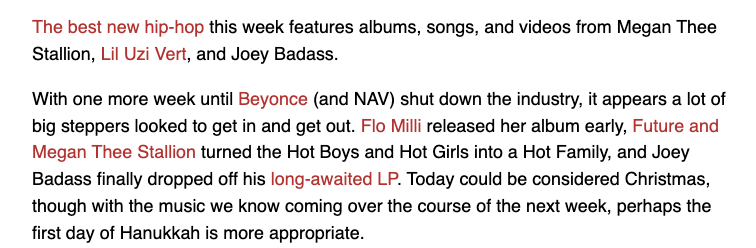 The best new hip-hop this week features albums, songs, and videos from Megan Thee
Stallion, Lil Uzi Vert, and Joey Badass.
With one more week until Beyonce (and NAV) shut down the industry, it appears a lot of
big steppers looked to get in and get out. Flo Milli released her album early, Future and
Megan Thee Stallion turned the Hot Boys and Hot Girls into a Hot Family, and Joey
Badass finally dropped off his long-awaited LP. Today could be considered Christmas,
though with the music we know coming over the course of the next week, perhaps the
first day of Hanukkah is more appropriate.